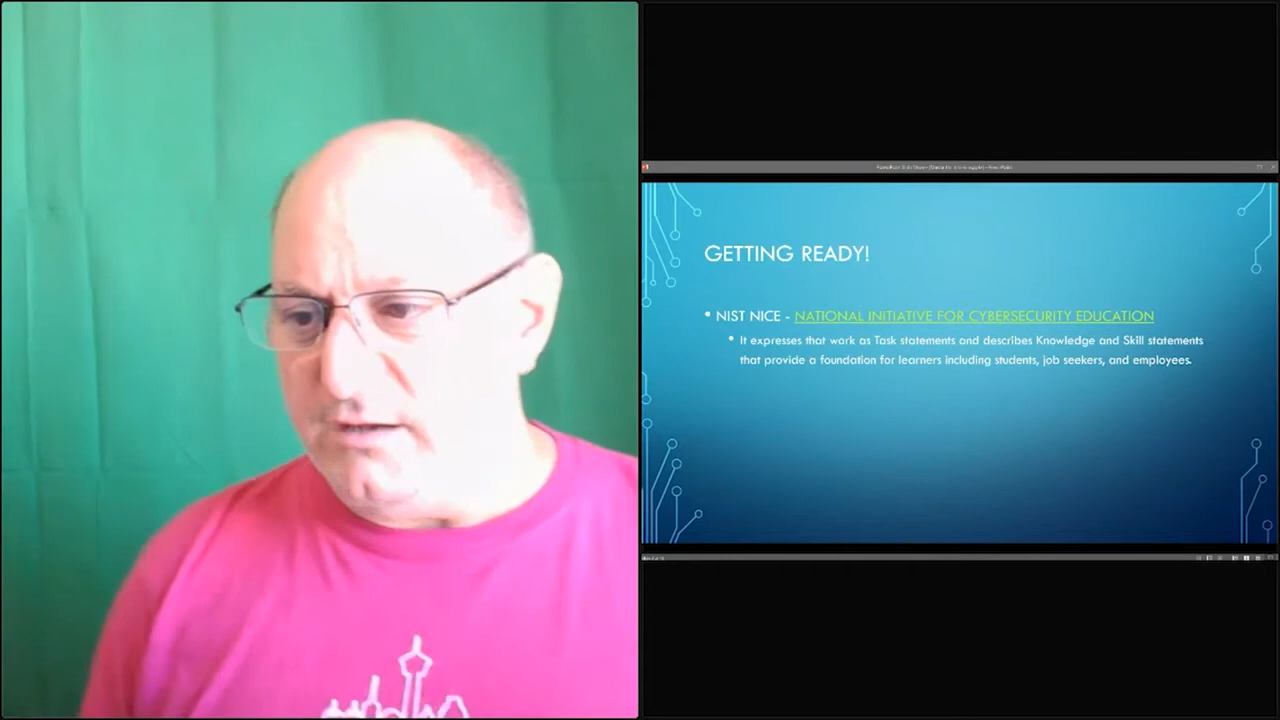 GETTING READY!
• NIST NICE - NATIONAL INITIATIVE FOR CYBERSECURITY EDUCATION
• It expresses that work as Task statements and describes Knowledge and Skill statements
that provide a foundation for learners including students, job seekers, and employees.